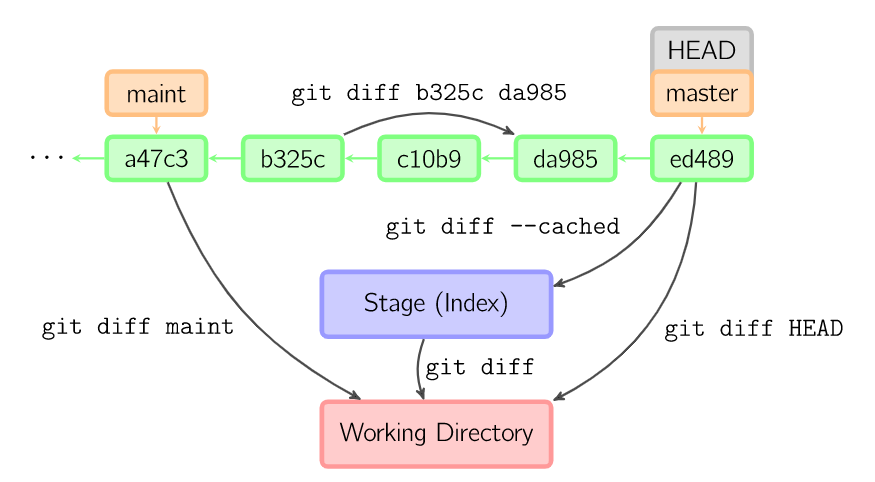 HEAD
maint
git diff b325c da985
master
...
a47c3
b325c
c10b9
da985
ed489
git diff --cached
Stage (Index)
git diff maint
git diff HEAD
git diff
Working Directory